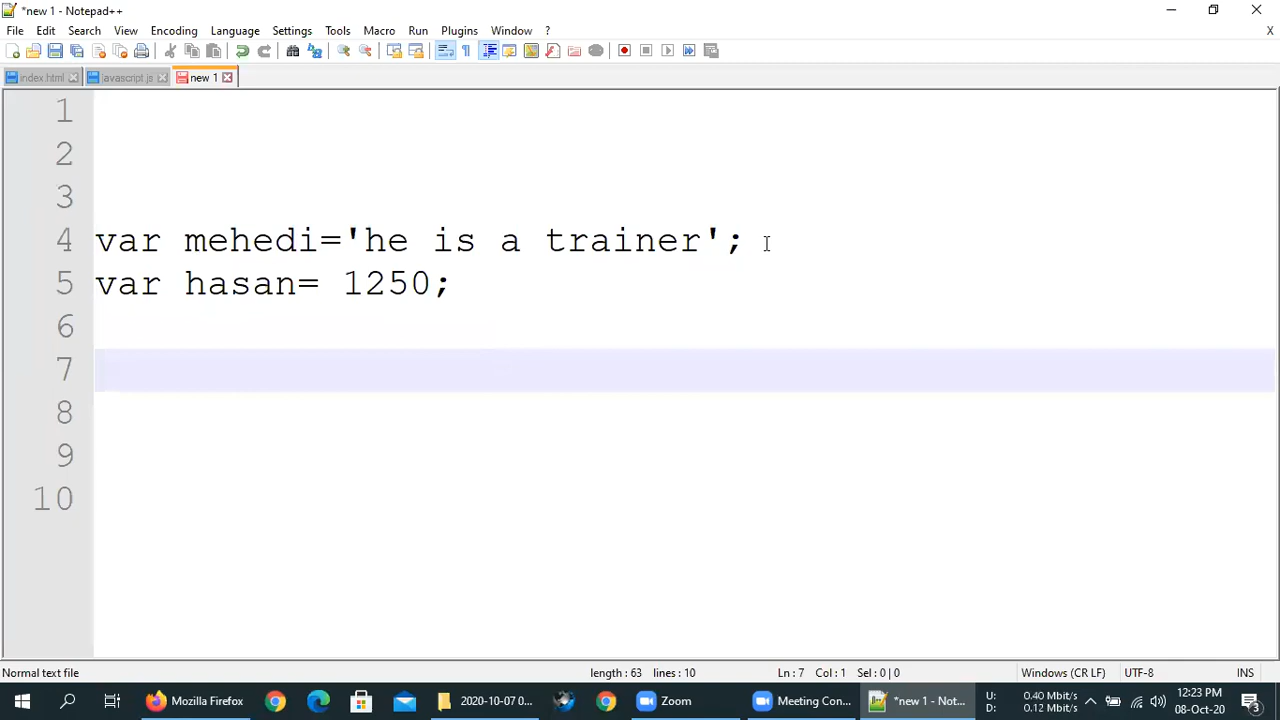 *new 1 - Notepad++
File Edit Search View Encoding Language Settings Tools Macro Run Plugins Window ? X
index.html javascript.js new 1
1
2
3
4 var mehedi='he is a trainer';
5 var hasan= 1250;
6
7
8
9
10
Normal text file length : 63 lines : 10 Ln : 7 Col : 1 Sel : 0 | 0 Windows (CR LF) UTF-8 INS
Mozilla Firefox 2020-10-07 0... Zoom Meeting Con... *new 1 - Not... U: 0.40 Mbit/s 12:23 PM
D: 0.12 Mbit/s 08-Oct-20 3